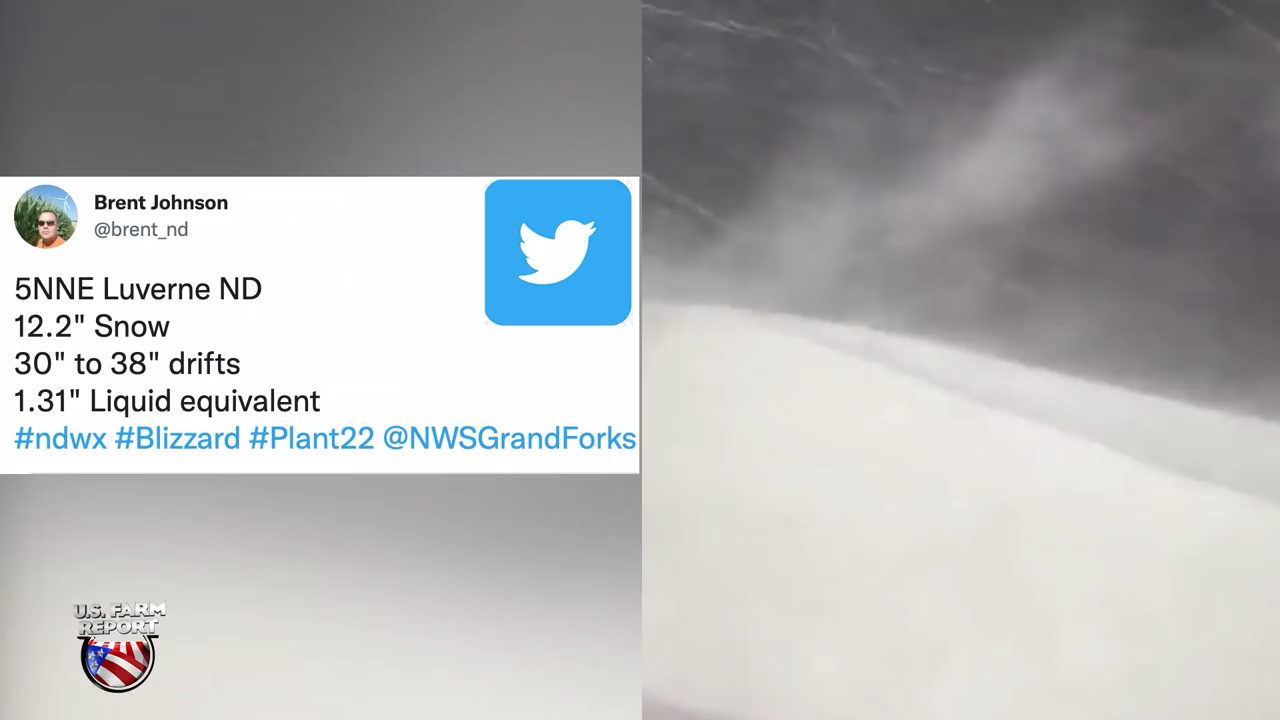 Brent Johnson
@brent_nd
5NNE Luverne ND
12.2" Snow
30" to 38" drifts
1.31" Liquid equivalent
#ndwx #Blizzard #Plant22 @NWSGrandForks
U.S. FARM
REPORT